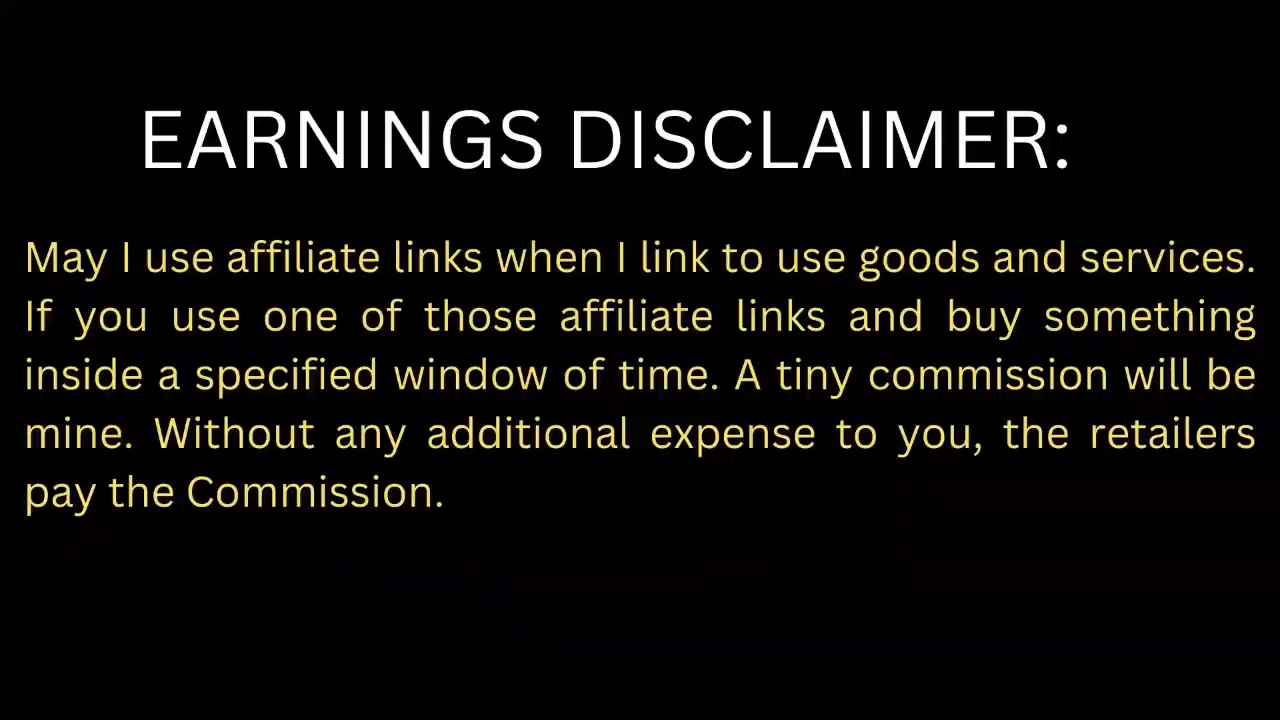 EARNINGS DISCLAIMER:
May I use affiliate links when I link to use goods and services.
If you use one of those affiliate links and buy something
inside a specified window of time. A tiny commission will be
mine. Without any additional expense to you, the retailers
pay the Commission.